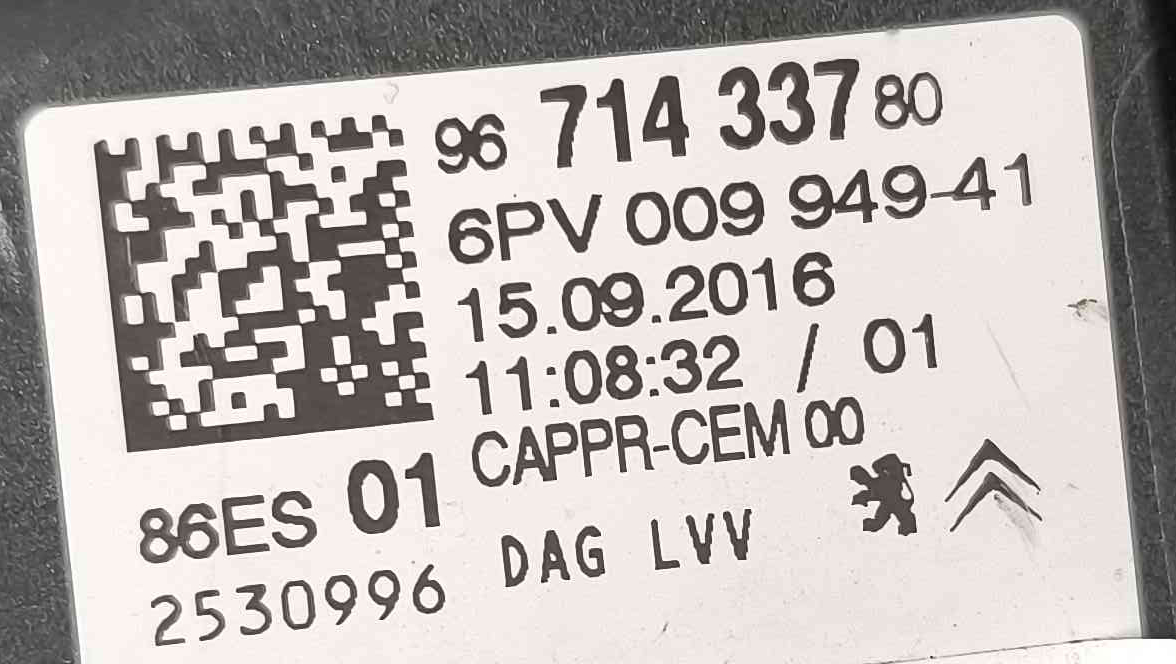 96 714 337 80
6PV 009 949-41
15.09.2016
11:08:32 / 01
CAPPR-CEM 00
86ES 01
DAG LVV
2530996